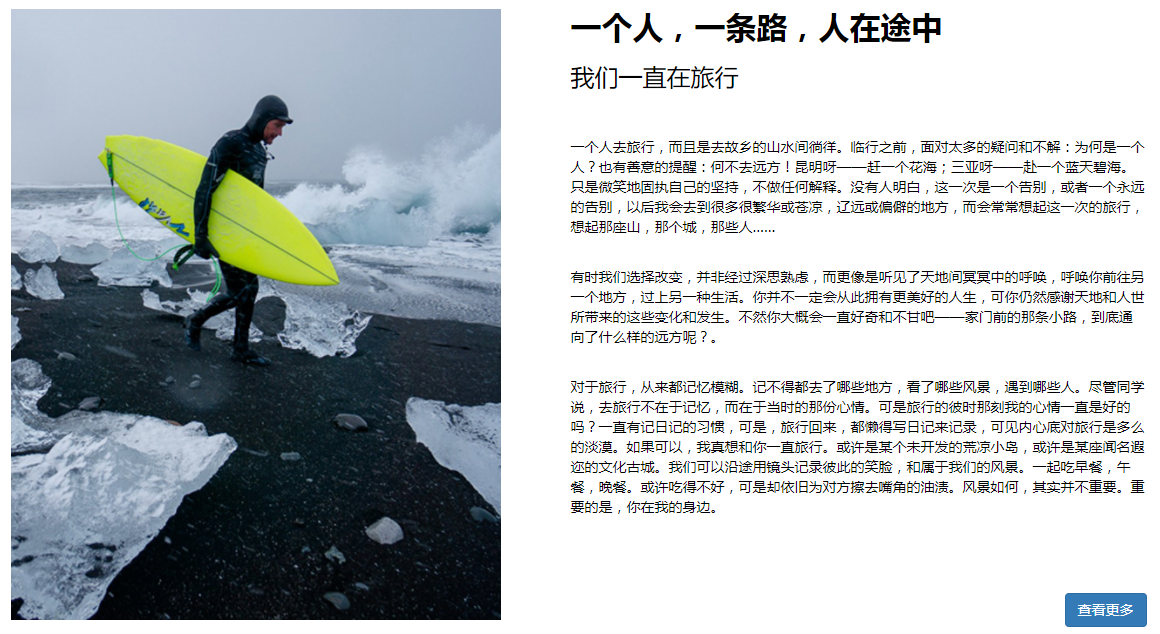 一个人，一条路，人在途中
我们一直在旅行
一个人去旅行，而且是去故乡的山水间徜徉。临行之前，面对太多的疑问和不解：为何是一个
人？也有善意的提醒：何不去远方！昆明呀——赶一个花海；三亚呀——赴一个蓝天碧海。
只是微笑地固执自己的坚持，不做任何解释。没有人明白，这一次是一个告别，或者一个永远
的告别，以后我会去到很多很繁华或苍凉，辽远或偏僻的地方，而会常常想起这一次的旅行，
想起那座山，那个城，那些人......
有时我们选择改变，并非经过深思熟虑，而更像是听见了天地间冥冥中的呼唤，呼唤你前往另
一个地方，过上另一种生活。你并不一定会从此拥有更美好的人生，可你仍然感谢天地和人世
所带来的这些变化和发生。不然你大概会一直好奇和不甘吧——家门前的那条小路，到底通
向了什么样的远方呢？。
对于旅行，从来都记忆模糊。记不得都去了哪些地方，看了哪些风景，遇到哪些人。尽管同学
说，去旅行不在于记忆，而在于当时的那份心情。可是旅行的彼时那刻我的心情一直是好的
吗？一直有记日记的习惯，可是，旅行回来，都懒得写日记来记录，可见内心底对旅行是多么
的淡漠。如果可以，我真想和你一直旅行。或许是某个未开发的荒凉小岛，或许是某座闻名遐
迩的文化古城。我们可以沿途用镜头记录彼此的笑脸，和属于我们的风景。一起吃早餐，午
餐，晚餐。或许吃得不好，可是却依旧为对方擦去嘴角的油渍。风景如何，其实并不重要。重
要的是，你在我的身边。
查看更多